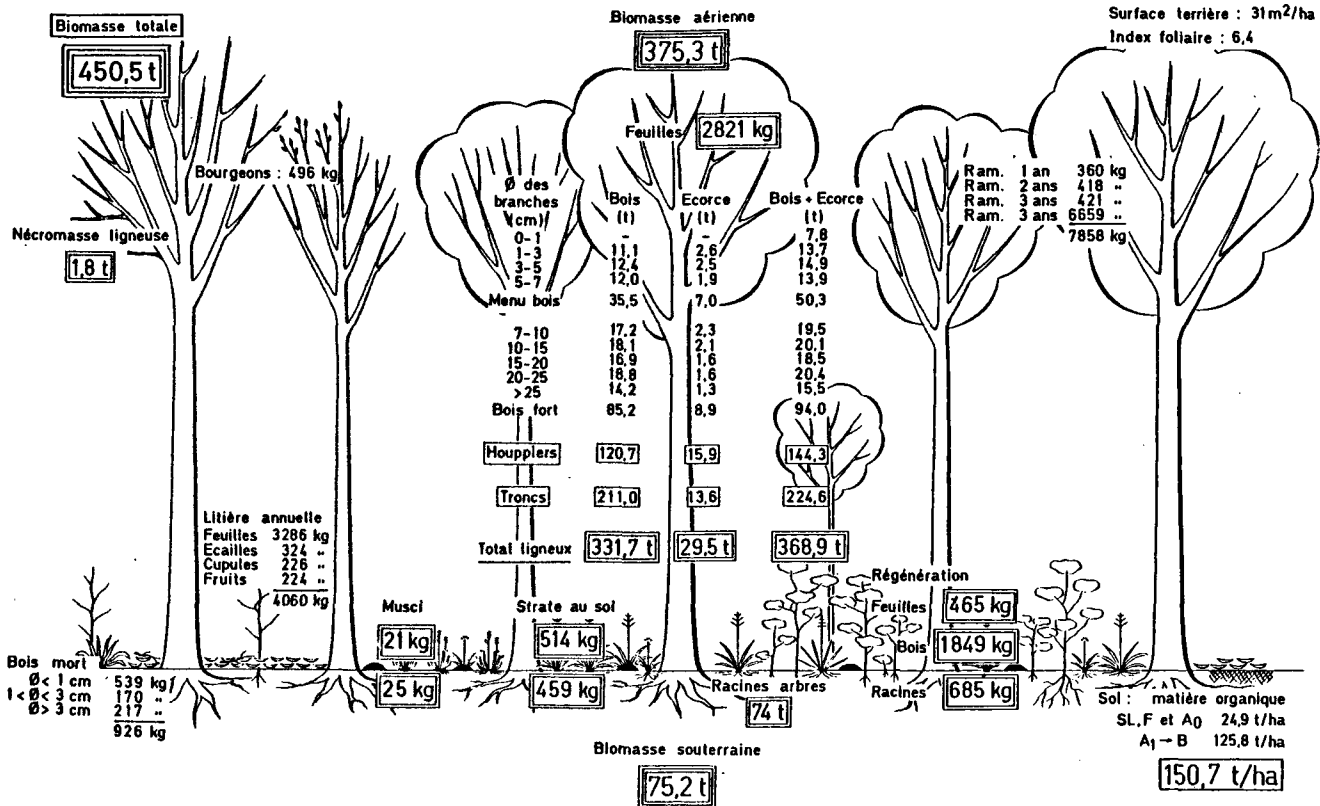 Biomasse totale
450,5 t
Biomasse aérienne
375,3 t
Surface terrière : 31 m²/ha
Index foliaire : 6,4
Feuilles 2821 kg
Bourgeons : 496 kg
Ram. 1 an 360 kg
Ram. 2 ans 418 "
Ram. 3 ans 421 "
Ram. 3 ans 6659 "
7858 kg
Nécromasse ligneuse
1,8 t
Ø des branches (cm) Bois (t) Ecorce (t) Bois + Ecorce (t)
0-1 - - 7,8
1-3 11,1 2,6 13,7
3-5 12,4 2,5 14,9
5-7 12,0 1,9 13,9
Menu bois 35,5 7,0 50,3
7-10 17,2 2,3 19,5
10-15 18,1 2,1 20,1
15-20 16,9 1,6 18,5
20-25 18,8 1,6 20,4
>25 14,2 1,3 15,5
Bois fort 85,2 8,9 94,0
Houppiers 120,7 15,9 144,3
Troncs 211,0 13,6 224,6
Total ligneux 331,7 t 29,5 t 368,9 t
Litière annuelle
Feuilles 3286 kg
Ecailles 324 "
Cupules 226 "
Fruits 224 "
4060 kg
Musci
21 kg
25 kg
Strate au sol
514 kg
459 kg
Régénération
Feuilles 465 kg
Bois 1849 kg
Racines 685 kg
Bois mort
Ø < 1 cm 539 kg
1 < Ø < 3 cm 170 "
Ø > 3 cm 217 "
926 kg
Racines arbres
74 t
Sol : matière organique
SL, F et A0 24,9 t/ha
A1 → B 125,8 t/ha
150,7 t/ha
Biomasse souterraine
75,2 t